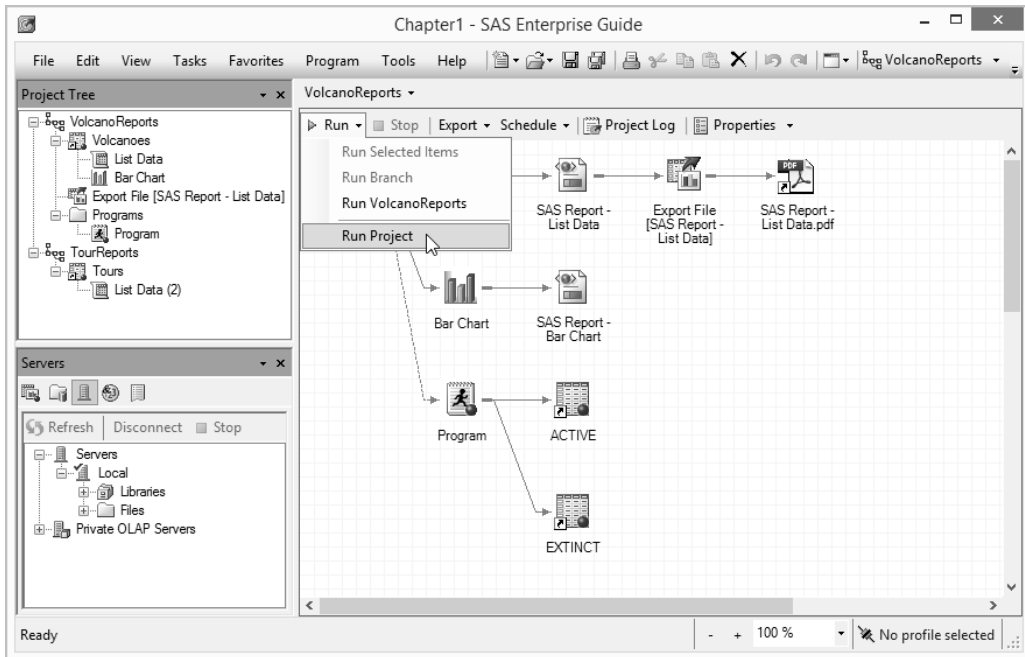 Chapter1 - SAS Enterprise Guide
File Edit View Tasks Favorites Program Tools Help VolcanoReports
Project Tree
VolcanoReports
Volcanoes
List Data
Bar Chart
Export File [SAS Report - List Data]
Programs
Program
TourReports
Tours
List Data (2)
Servers
Refresh Disconnect Stop
Servers
Local
Libraries
Files
Private OLAP Servers
VolcanoReports
Run Stop Export Schedule Project Log Properties
Run Selected Items
Run Branch
Run VolcanoReports
Run Project
SAS Report -
List Data
Export File
[SAS Report -
List Data]
PDF
SAS Report -
List Data.pdf
Bar Chart
SAS Report -
Bar Chart
Program
ACTIVE
EXTINCT
Ready
- + 100 % No profile selected